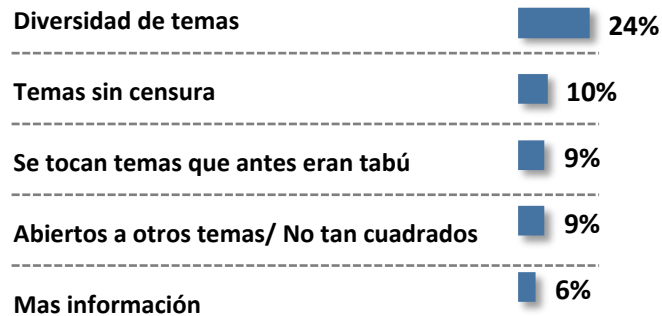 Diversidad de temas 24%
Temas sin censura 10%
Se tocan temas que antes eran tabú 9%
Abiertos a otros temas/ No tan cuadrados 9%
Mas información 6%